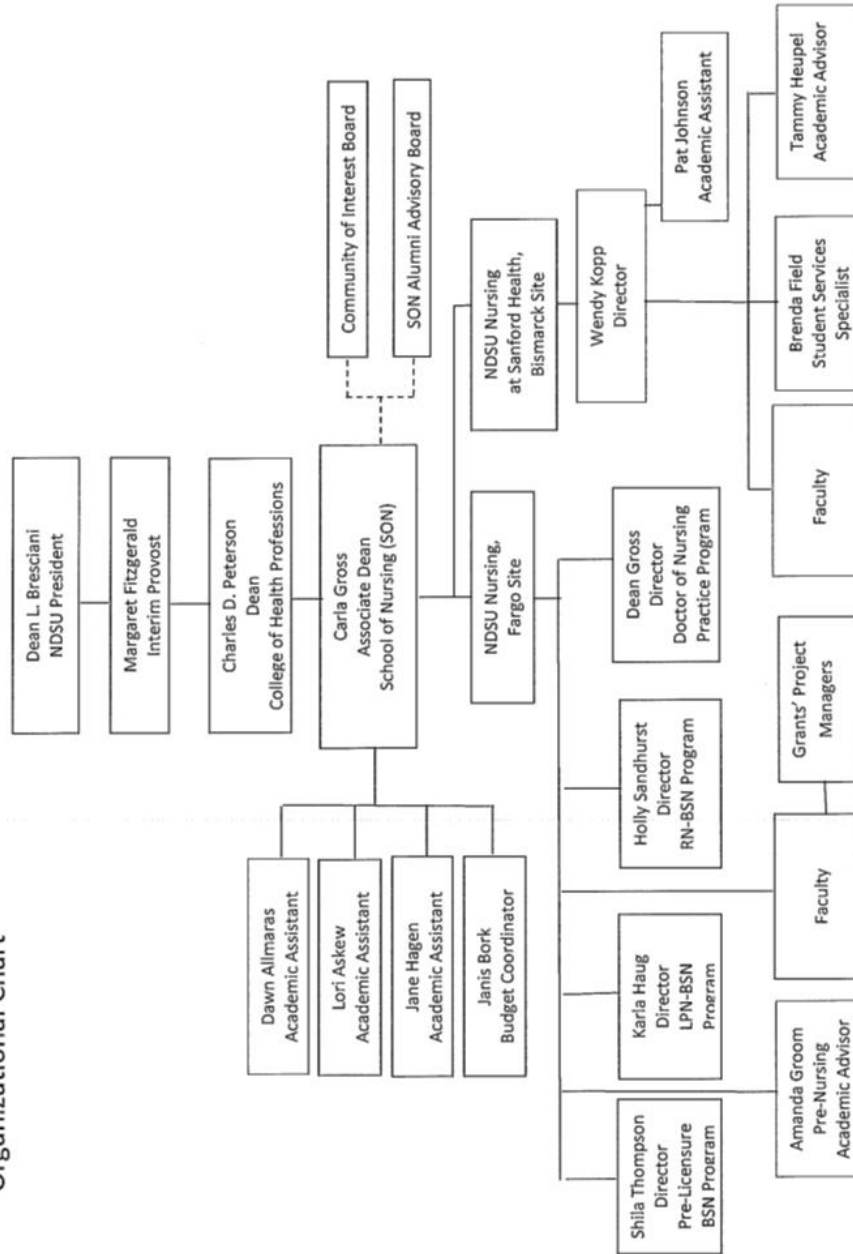 Organizational Chart
Dean L. Bresciani
NDSU President
Margaret Fitzgerald
Interim Provost
Charles D. Peterson
Dean
College of Health Professions
Carla Gross
Associate Dean
School of Nursing (SON)
Community of Interest Board
SON Alumni Advisory Board
Dawn Allmaras
Academic Assistant
Lori Askew
Academic Assistant
Jane Hagen
Academic Assistant
Janis Bork
Budget Coordinator
NDSU Nursing,
Fargo Site
NDSU Nursing
at Sanford Health,
Bismarck Site
Wendy Kopp
Director
Pat Johnson
Academic Assistant
Shila Thompson
Director
Pre-Licensure
BSN Program
Karla Haug
Director
LPN-BSN
Program
Holly Sandhurst
Director
RN-BSN Program
Dean Gross
Director
Doctor of Nursing
Practice Program
Amanda Groom
Pre-Nursing
Academic Advisor
Faculty
Grants' Project
Managers
Faculty
Brenda Field
Student Services
Specialist
Tammy Heupel
Academic Advisor